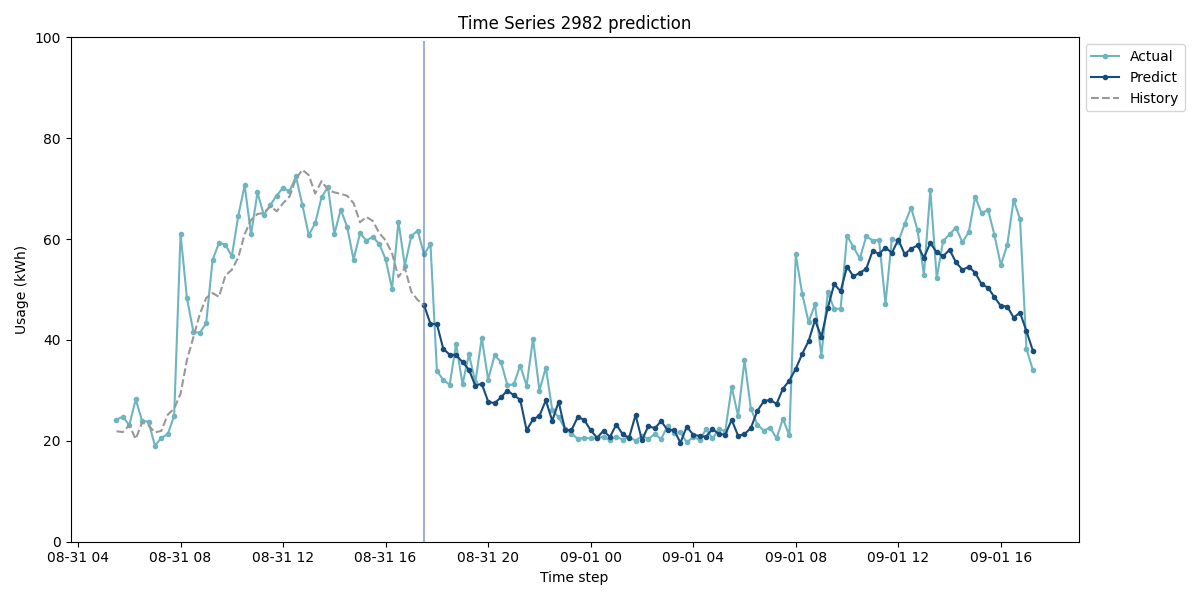 Time Series 2982 prediction
100
80
60
40
20
0
Usage (kWh)
08-31 04
08-31 08
08-31 12
08-31 16
08-31 20
09-01 00
09-01 04
09-01 08
09-01 12
09-01 16
Time step
Actual
Predict
History